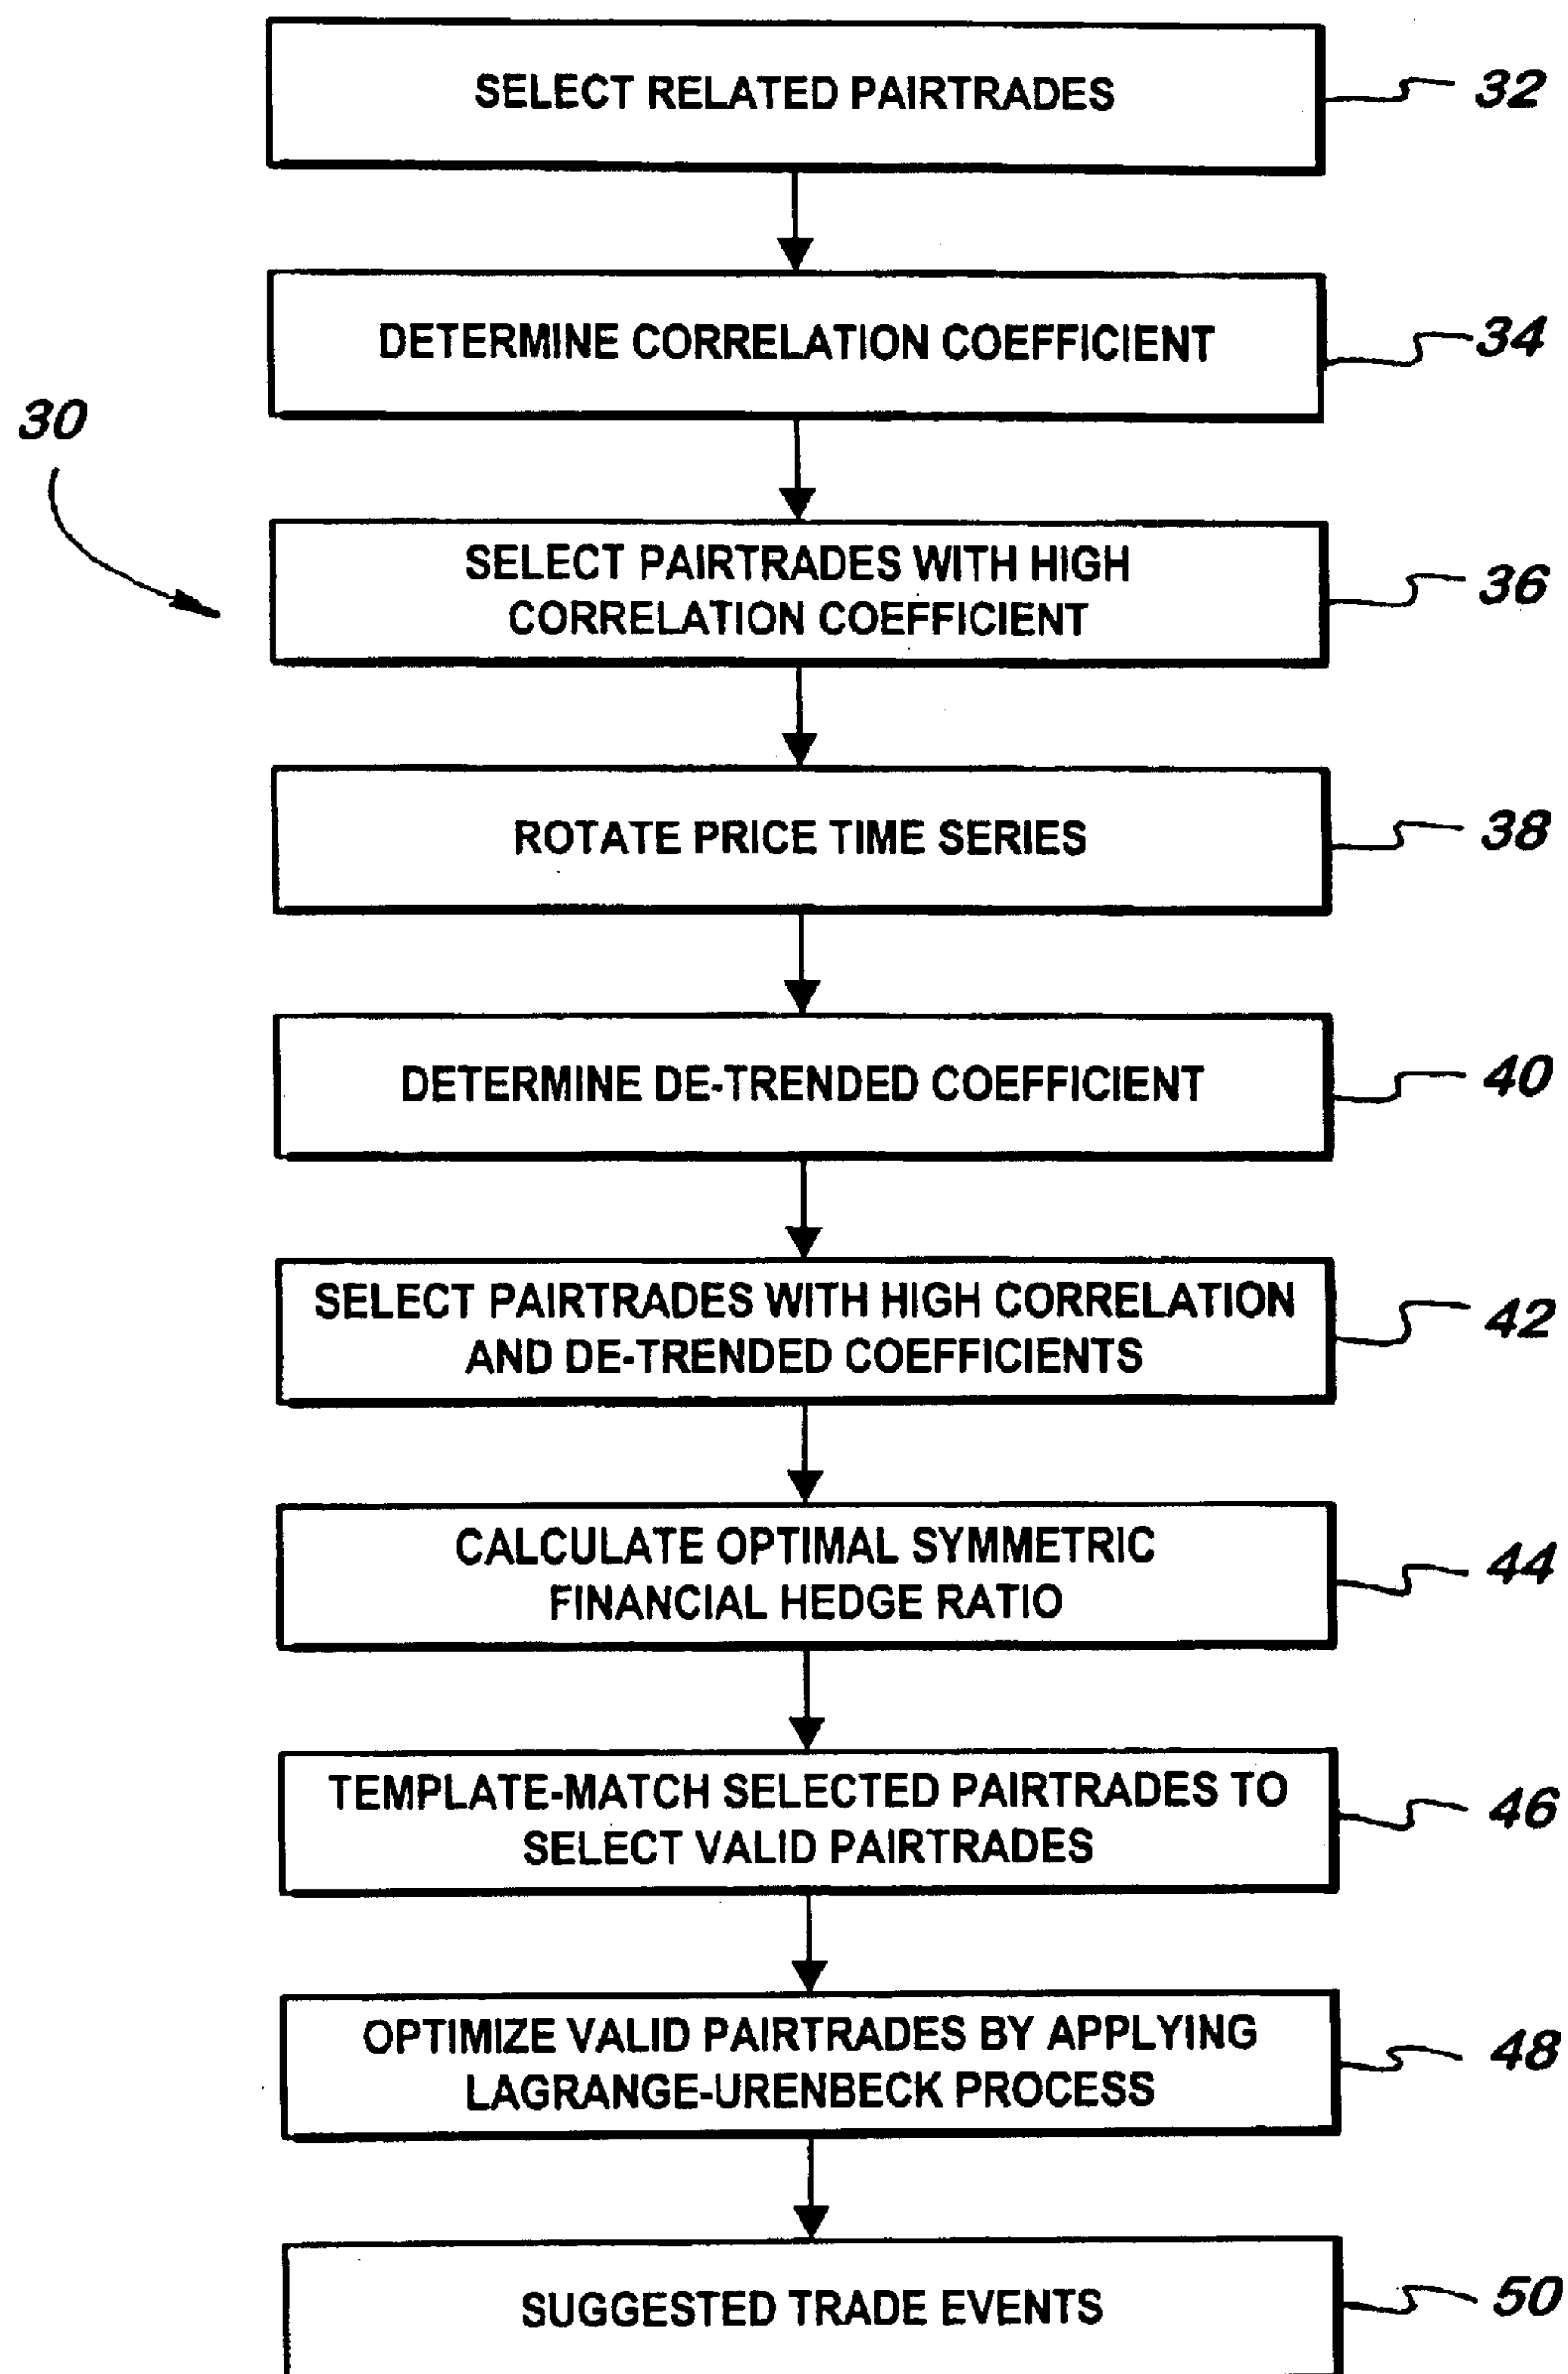 SELECT RELATED PAIRTRADES
32
DETERMINE CORRELATION COEFFICIENT
34
30
SELECT PAIRTRADES WITH HIGH
CORRELATION COEFFICIENT
36
ROTATE PRICE TIME SERIES
38
DETERMINE DE-TRENDED COEFFICIENT
40
SELECT PAIRTRADES WITH HIGH CORRELATION
AND DE-TRENDED COEFFICIENTS
42
CALCULATE OPTIMAL SYMMETRIC
FINANCIAL HEDGE RATIO
44
TEMPLATE-MATCH SELECTED PAIRTRADES TO
SELECT VALID PAIRTRADES
46
OPTIMIZE VALID PAIRTRADES BY APPLYING
LAGRANGE-URENBECK PROCESS
48
SUGGESTED TRADE EVENTS
50